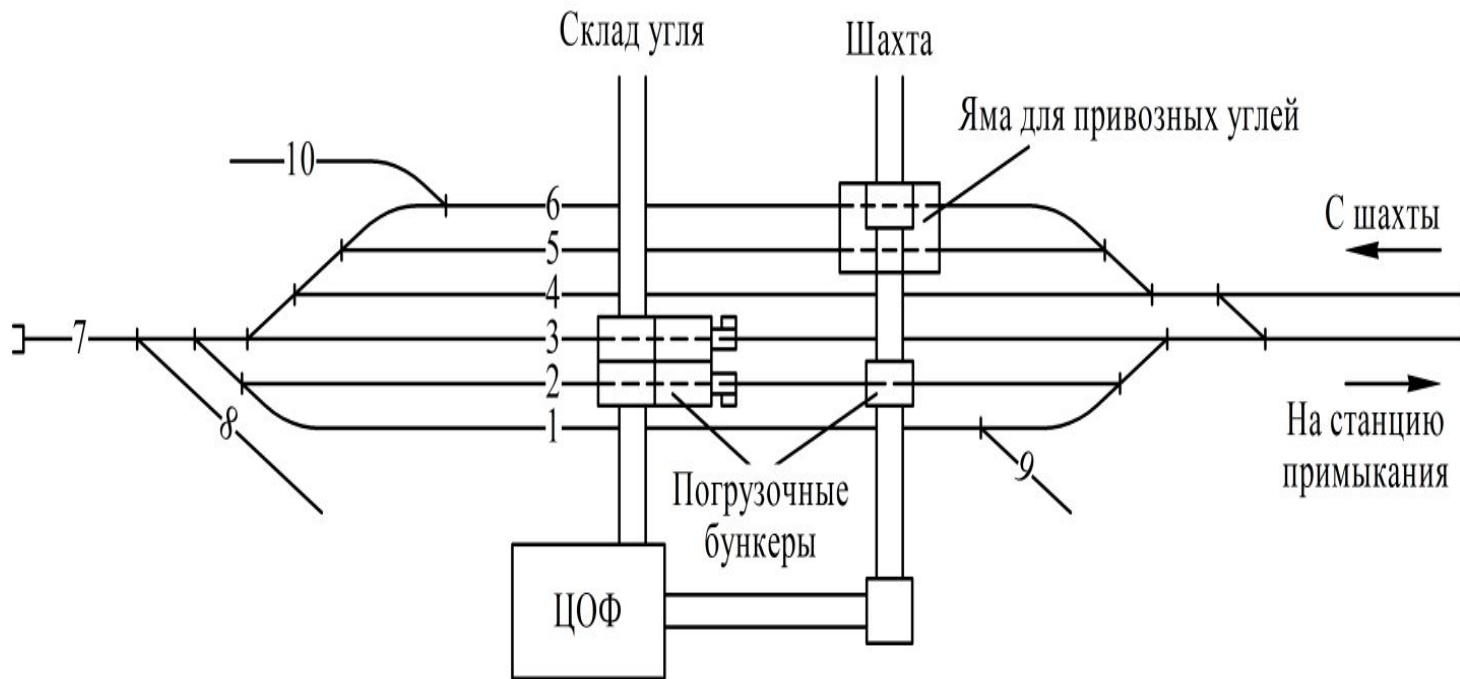 Склад угля
Шахта
Яма для привозных углей
10
6
С шахты
5
4
7
3
2
На станцию
примыкания
8
1
9
Погрузочные
бункеры
ЦОФ